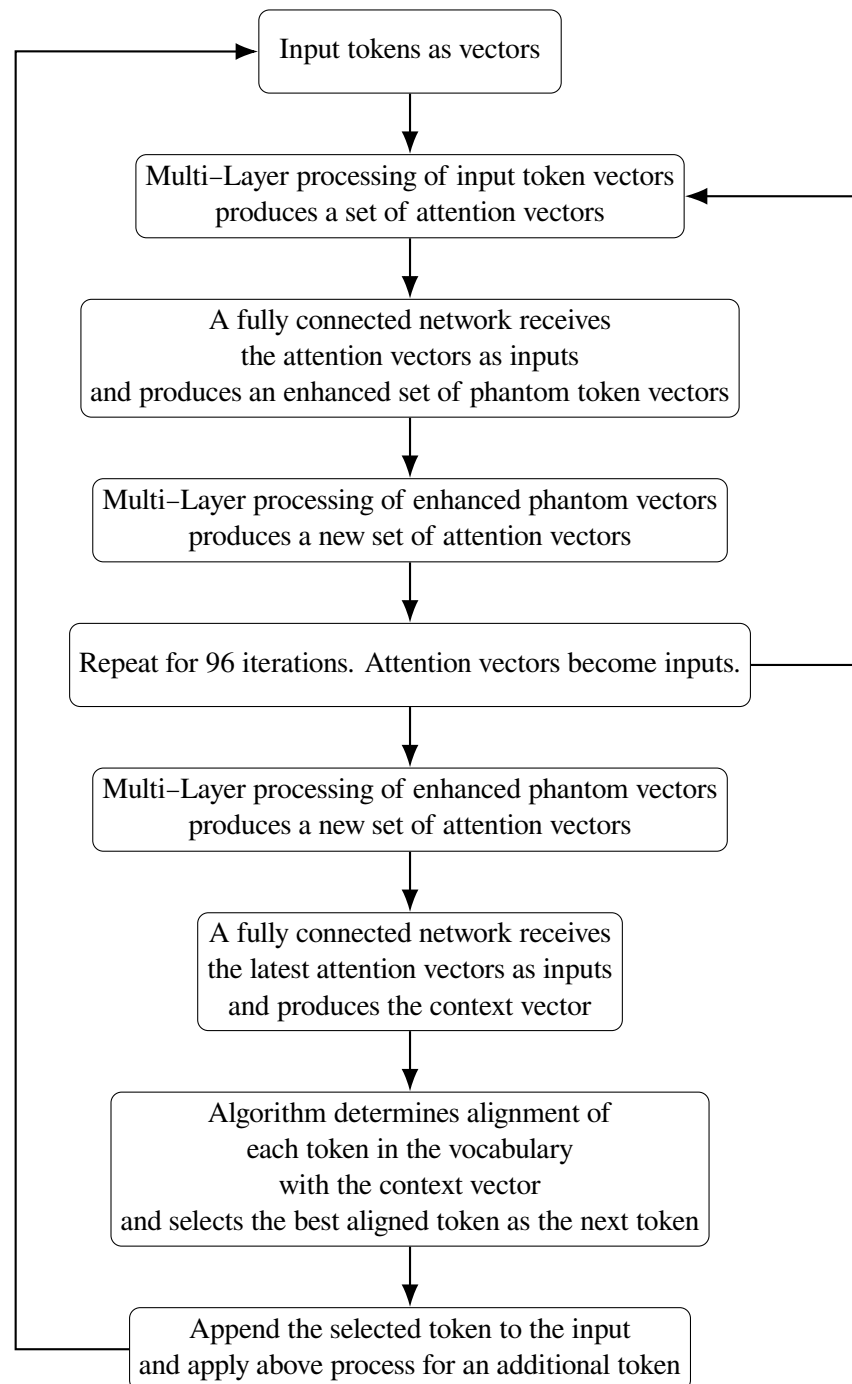 Input tokens as vectors
Multi–Layer processing of input token vectors
produces a set of attention vectors
A fully connected network receives
the attention vectors as inputs
and produces an enhanced set of phantom token vectors
Multi–Layer processing of enhanced phantom vectors
produces a new set of attention vectors
Repeat for 96 iterations. Attention vectors become inputs.
Multi–Layer processing of enhanced phantom vectors
produces a new set of attention vectors
A fully connected network receives
the latest attention vectors as inputs
and produces the context vector
Algorithm determines alignment of
each token in the vocabulary
with the context vector
and selects the best aligned token as the next token
Append the selected token to the input
and apply above process for an additional token